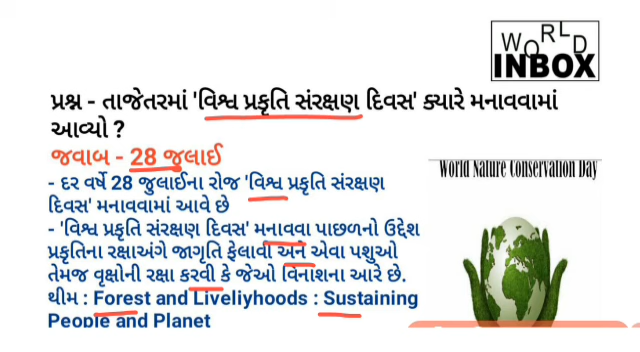 WORLD
INBOX
પ્રશ્ન - તાજેતરમાં 'વિશ્વ પ્રકૃતિ સંરક્ષણ દિવસ' ક્યારે મનાવવામાં
આવ્યો ?
જવાબ - 28 જુલાઈ
- દર વર્ષે 28 જુલાઈના રોજ 'વિશ્વ પ્રકૃતિ સંરક્ષણ
દિવસ' મનાવવામાં આવે છે
- 'વિશ્વ પ્રકૃતિ સંરક્ષણ દિવસ' મનાવવા પાછળનો ઉદ્દેશ
પ્રકૃતિના રક્ષાઅંગે જાગૃતિ ફેલાવી અને એવા પશુઓ
તેમજ વૃક્ષોની રક્ષા કરવી કે જેઓ વિનાશના આરે છે.
થીમ : Forest and Liveliyhoods : Sustaining
People and Planet
World Nature Conservation Day